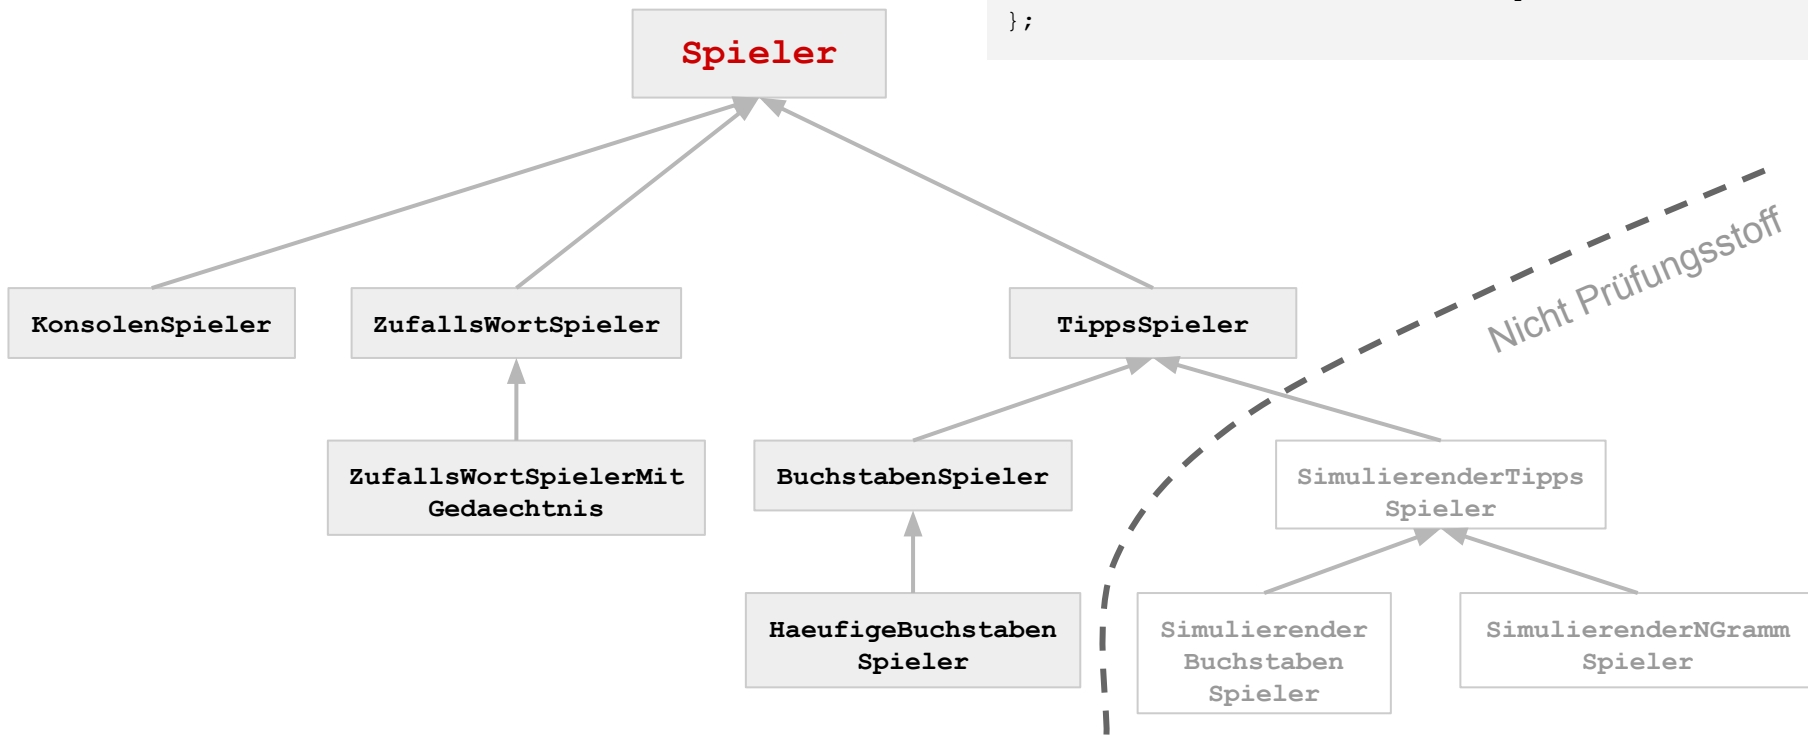 };
Spieler
Nicht Prüfungsstoff
KonsolenSpieler
ZufallsWortSpieler
TippsSpieler
ZufallsWortSpielerMit
Gedaechtnis
BuchstabenSpieler
SimulierenderTipps
Spieler
HaeufigeBuchstaben
Spieler
Simulierender
Buchstaben
Spieler
SimulierenderNGramm
Spieler